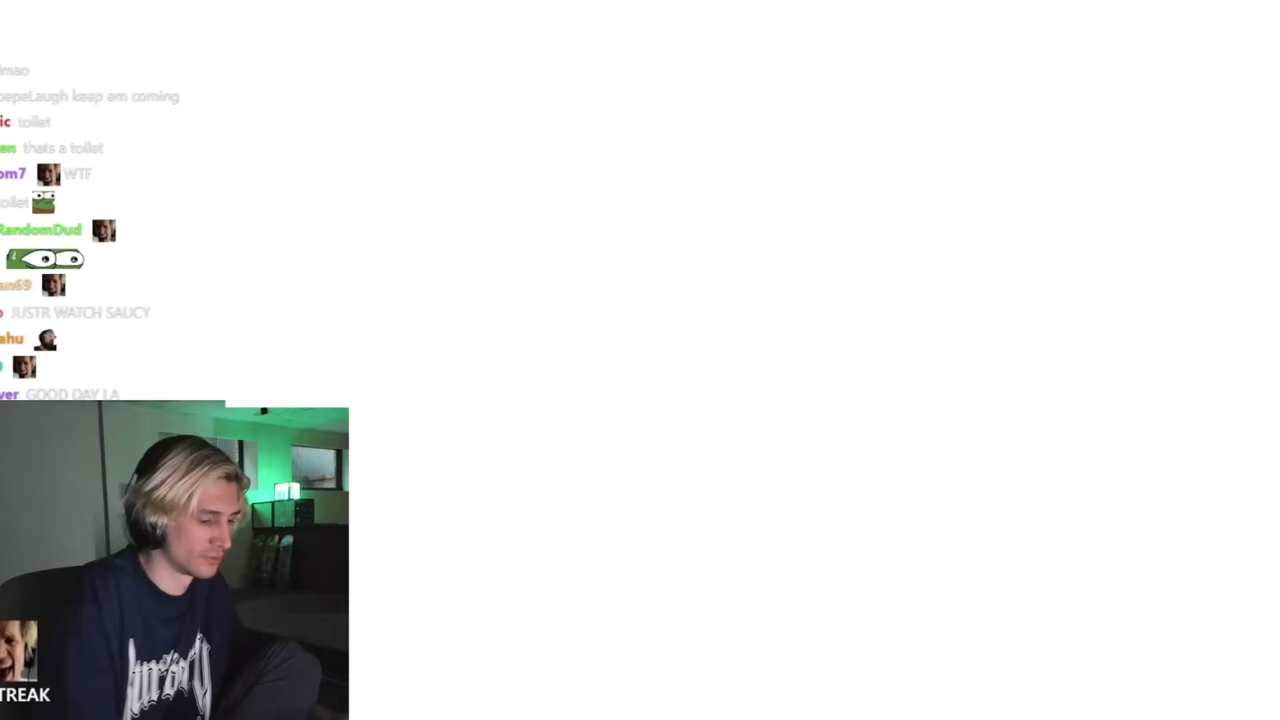 lmao
pepeLaugh keep em coming
ic toilet
en thats a toilet
om7 WTF
toilet
RandomDud
an69
JUSTR WATCH SAUCY
ahu
ver GOOD DAY LA
TREAK